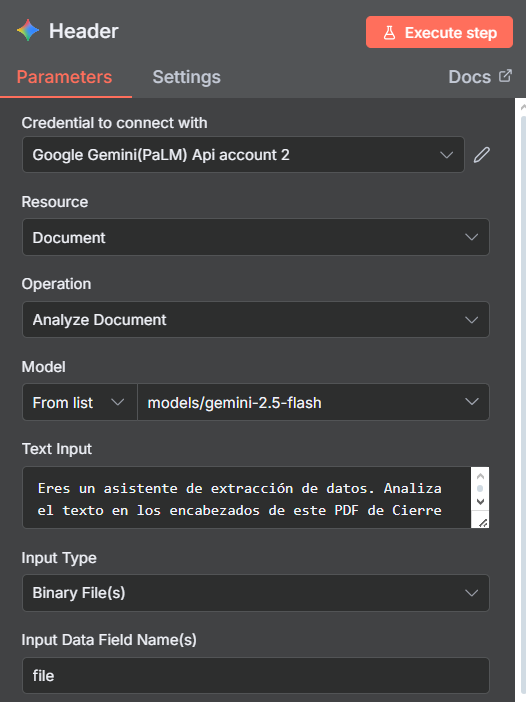 Header
Execute step
Parameters
Settings
Docs
Credential to connect with
Google Gemini(PaLM) Api account 2
Resource
Document
Operation
Analyze Document
Model
From list
models/gemini-2.5-flash
Text Input
Eres un asistente de extracción de datos. Analiza
el texto en los encabezados de este PDF de Cierre
Input Type
Binary File(s)
Input Data Field Name(s)
file